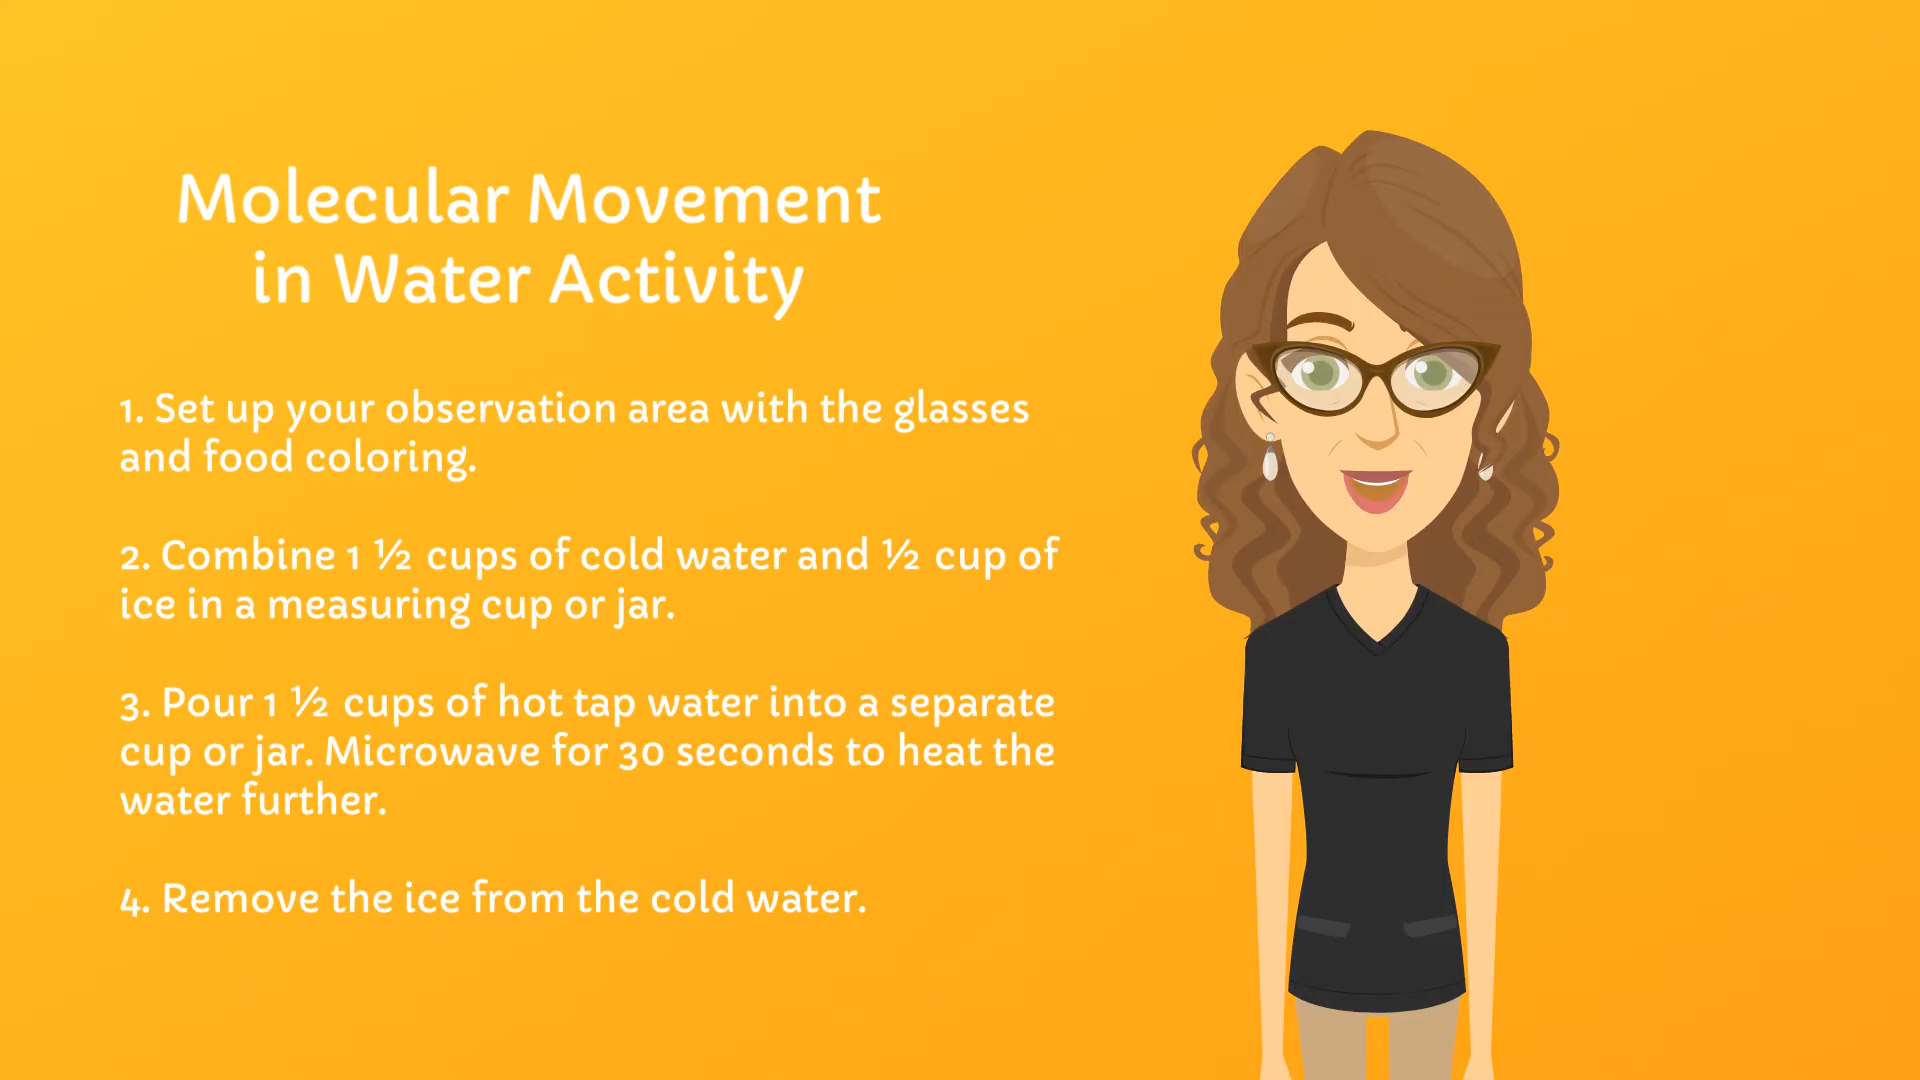 Molecular Movement
in Water Activity
1. Set up your observation area with the glasses
and food coloring.
2. Combine 1 ½ cups of cold water and ½ cup of
ice in a measuring cup or jar.
3. Pour 1 ½ cups of hot tap water into a separate
cup or jar. Microwave for 30 seconds to heat the
water further.
4. Remove the ice from the cold water.